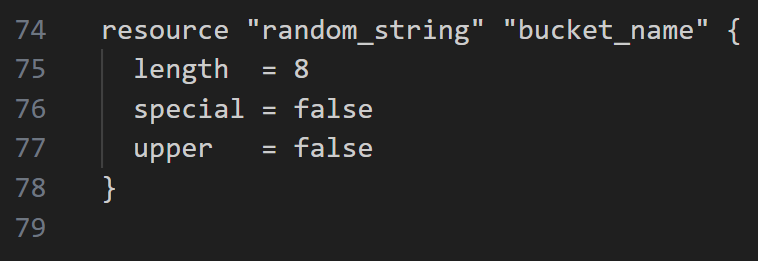 74 resource "random_string" "bucket_name" {
75   length  = 8
76   special = false
77   upper   = false
78 }
79